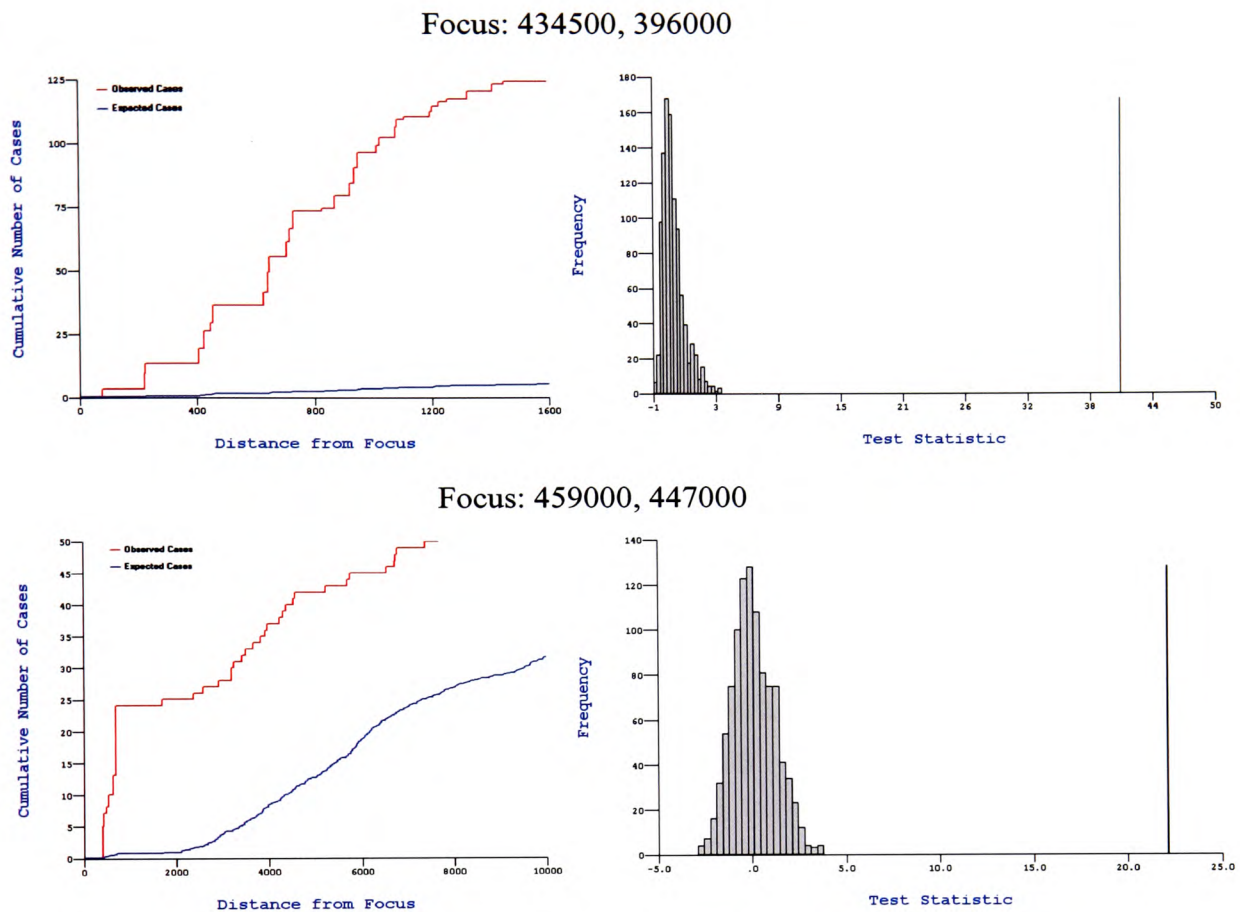 Focus: 434500, 396000
Cumulative Number of Cases
125
100
75
50
25
0
Observed Cases
Expected Cases
0 400 800 1200 1600
Distance from Focus
Frequency
180
160
140
120
100
80
60
40
20
0
-1 3 9 15 21 26 32 38 44 50
Test Statistic
Focus: 459000, 447000
Cumulative Number of Cases
50
45
40
35
30
25
20
15
10
5
0
Observed Cases
Expected Cases
0 2000 4000 6000 8000 10000
Distance from Focus
Frequency
140
120
100
80
60
40
20
0
-5.0 .0 5.0 10.0 15.0 20.0 25.0
Test Statistic